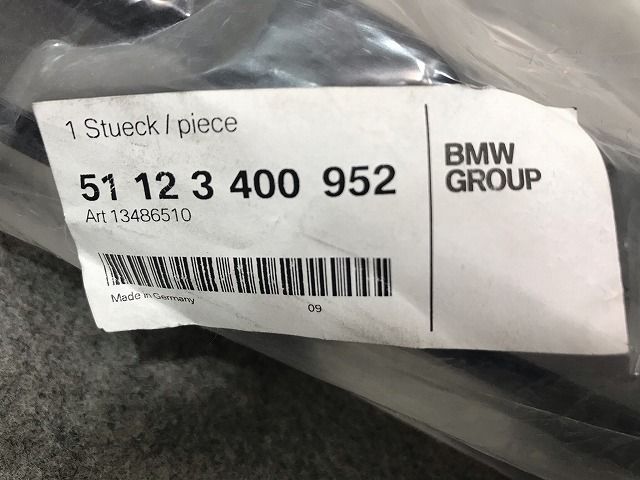 1 Stueck / piece
51 12 3 400 952
Art 13486510
Made in Germany
09
BMW
GROUP